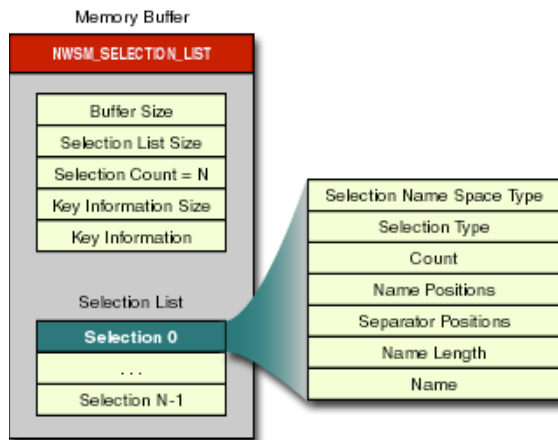 Memory Buffer
NWSM_SELECTION_LIST
Buffer Size
Selection List Size
Selection Count = N
Key Information Size
Key Information
Selection List
Selection 0
. . .
Selection N-1
Selection Name Space Type
Selection Type
Count
Name Positions
Separator Positions
Name Length
Name